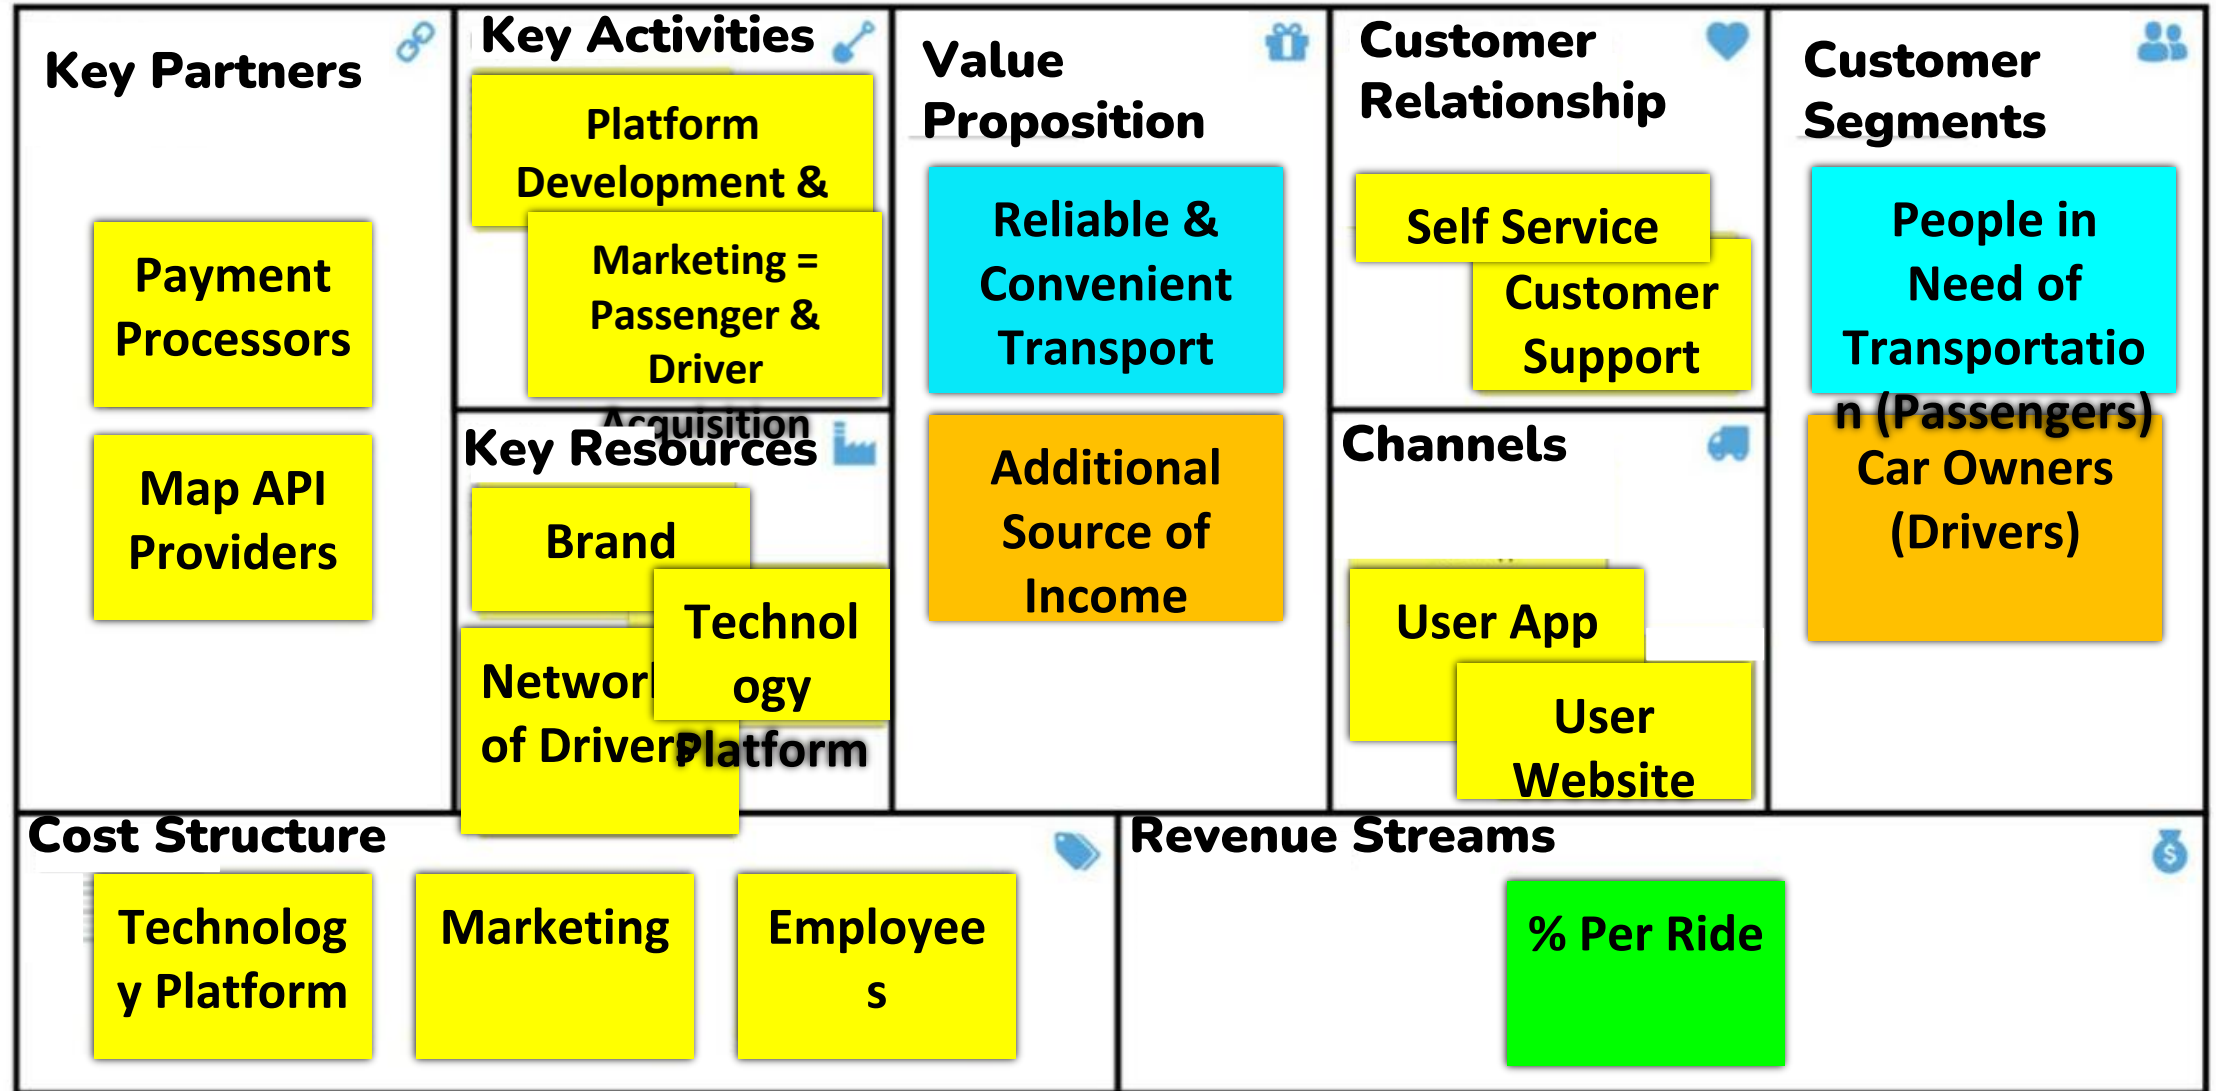 Key Partners
Payment
Processors
Map API
Providers
Key Activities
Platform
Development &
Marketing =
Passenger &
Driver
Acquisition
Key Resources
Brand
Technol
ogy
Platform
Network
of Drivers
Value
Proposition
Reliable &
Convenient
Transport
Additional
Source of
Income
Customer
Relationship
Self Service
Customer
Support
Channels
User App
User
Website
Customer
Segments
People in
Need of
Transportatio
n (Passengers)
Car Owners
(Drivers)
Cost Structure
Technolog
y Platform
Marketing
Employee
s
Revenue Streams
% Per Ride
$